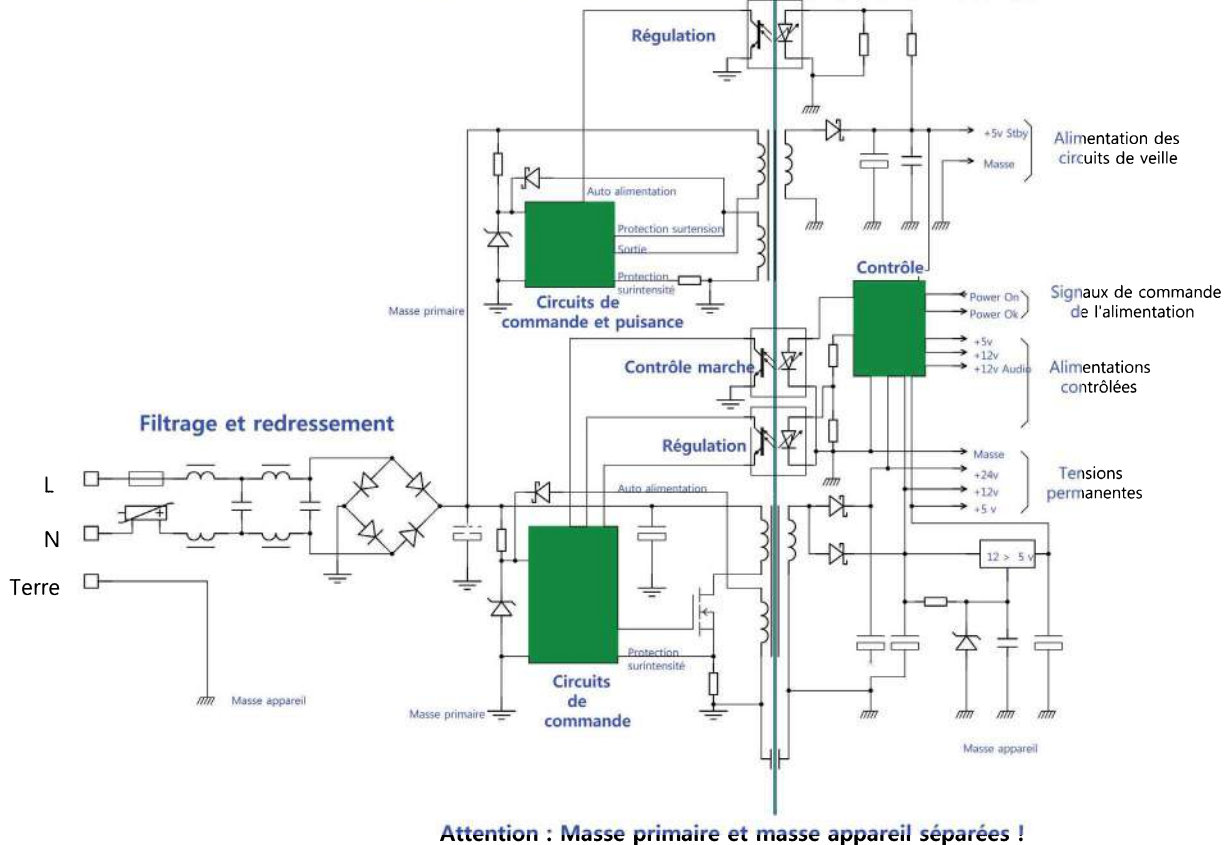 Régulation
+5v Stby
Masse
Alimentation des
circuits de veille
Auto alimentation
Protection surtension
Sortie
Protection
surintensité
Circuits de
commande et puisance
Masse primaire
Contrôle
Power On
Power Ok
Signaux de commande
de l'alimentation
+5v
+12v
+12v Audio
Alimentations
contrôlées
Contrôle marche
Régulation
Filtrage et redressement
Masse
+24v
+12v
+5 v
Tensions
permanentes
L
N
Terre
Auto alimentation
12 > 5 v
Protection
surintensité
Circuits
de
commande
Masse appareil
Masse primaire
Masse appareil
Attention : Masse primaire et masse appareil séparées !